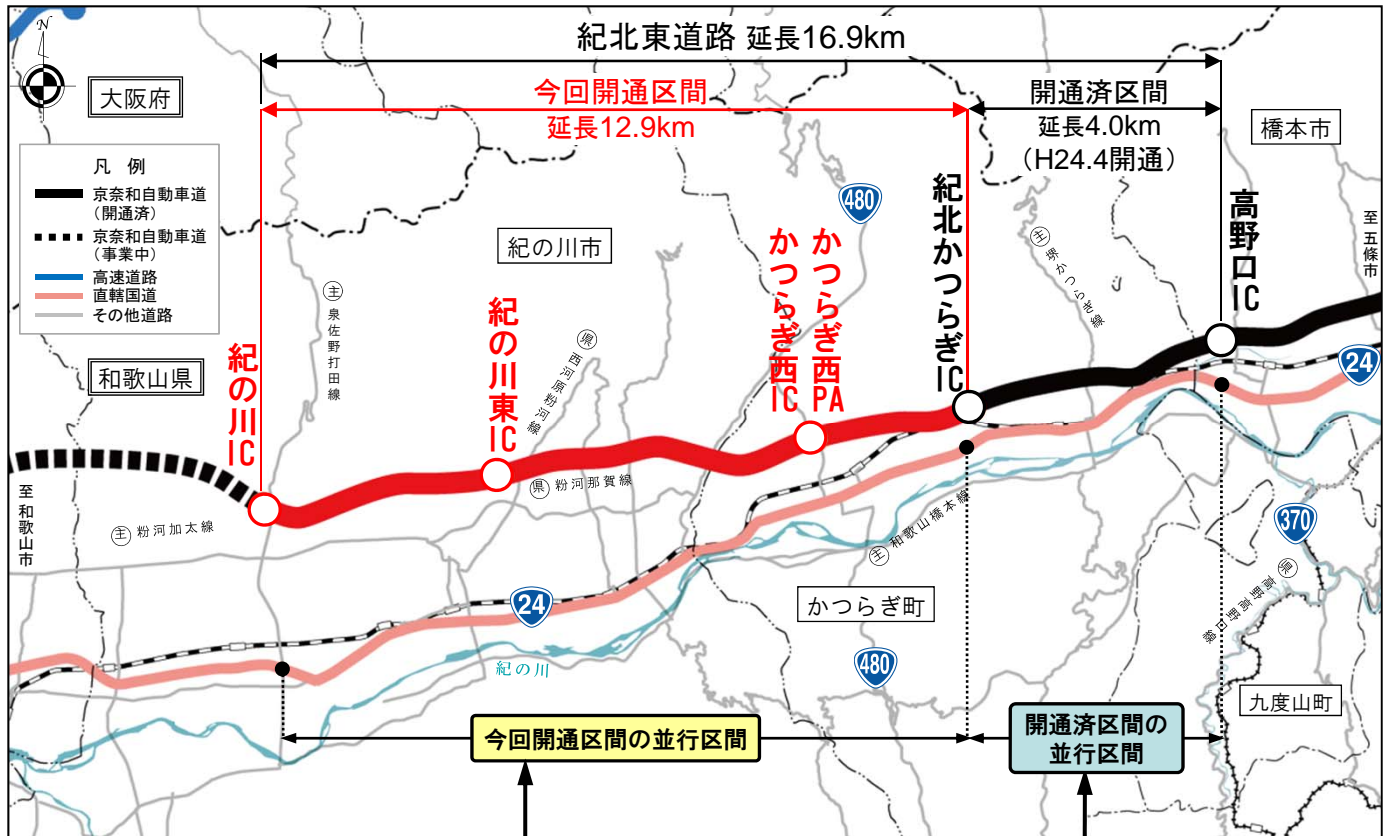 紀北東道路 延長16.9km
今回開通区間
延長12.9km
開通済区間
延長4.0km
（H24.4開通）
N
大阪府
橋本市
凡 例
京奈和自動車道
（開通済）
京奈和自動車道
（事業中）
高速道路
直轄国道
その他道路
和歌山県
紀の川市
480
主 堺かつらぎ線
至 五條市
主 泉佐野打田線
県 西河原粉河線
紀の川IC
紀の川東IC
かつらぎ西IC
かつらぎ西PA
紀北かつらぎIC
高野口IC
24
県 粉河那賀線
至 和歌山市
主 粉河加太線
主 和歌山橋本線
370
県 高野高野口線
かつらぎ町
24
紀の川
480
九度山町
今回開通区間の並行区間
開通済区間の
並行区間